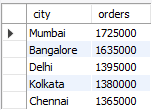 city orders
Mumbai 1725000
Bangalore 1635000
Delhi 1395000
Kolkata 1380000
Chennai 1365000